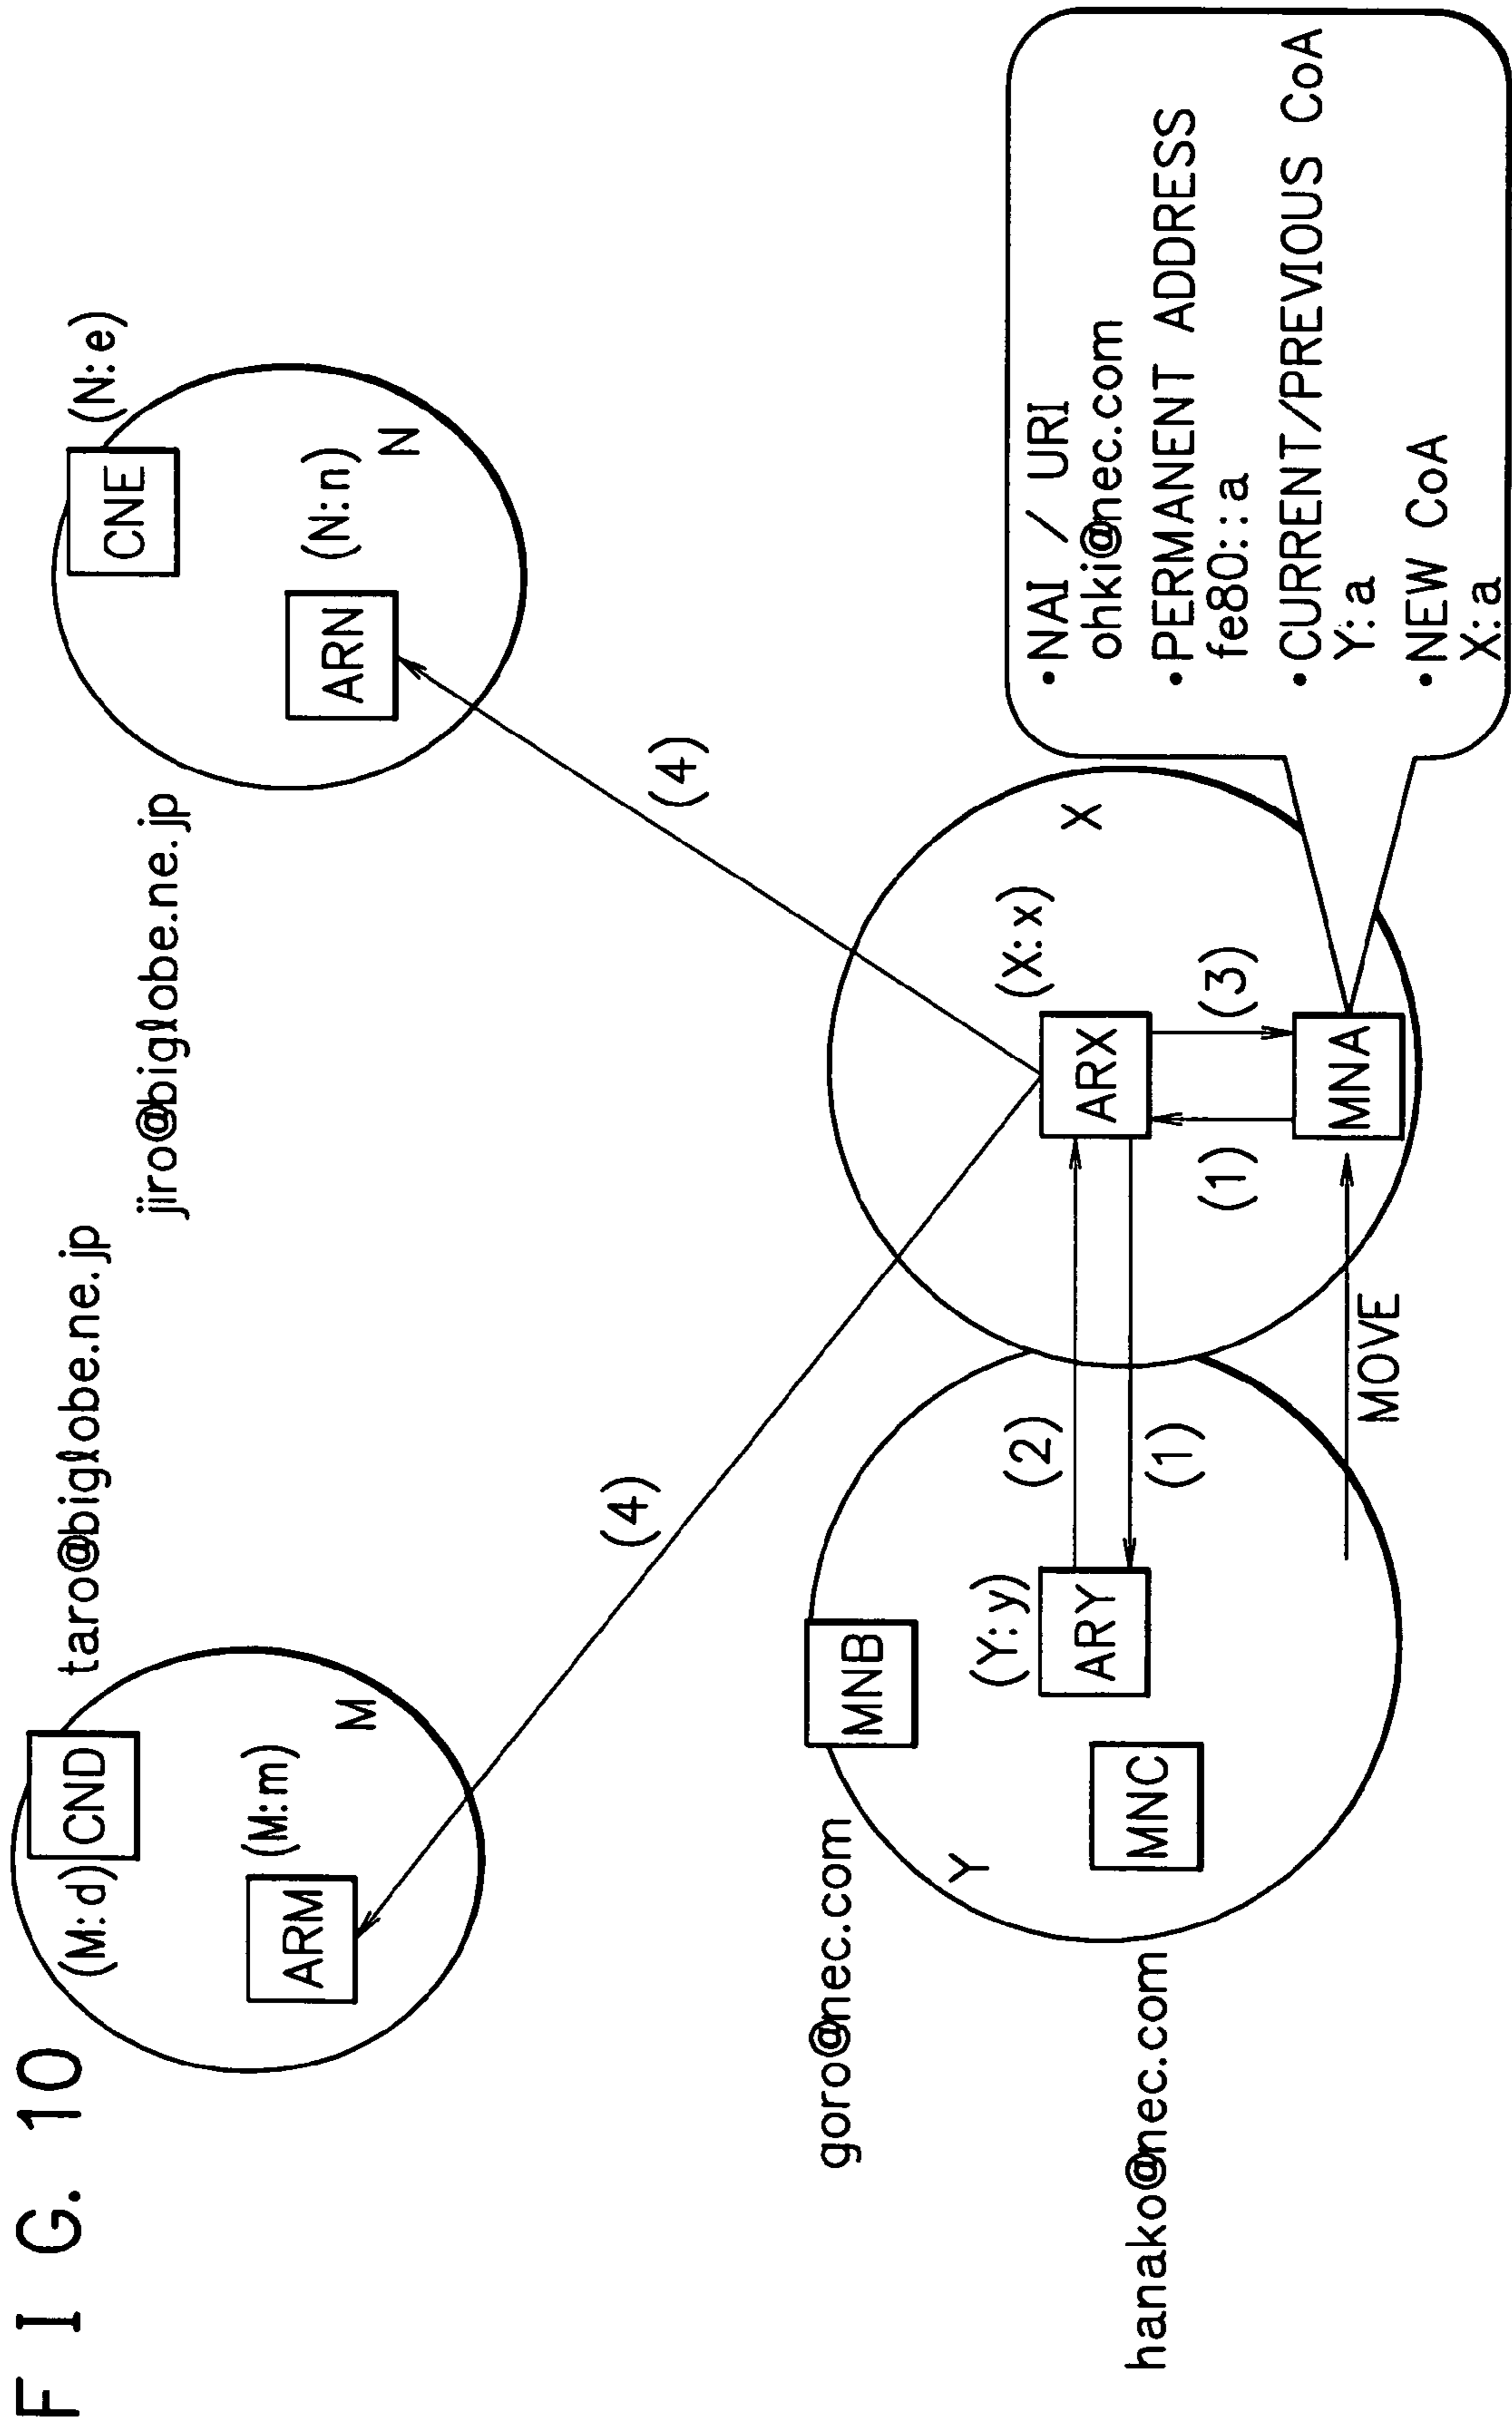 FIG. 10
taro@biglobe.ne.jp
jiro@biglobe.ne.jp
(M:d)
CND
CNE
(N:e)
ARM
(M:m)
M
ARN
(N:n)
N
(4)
(4)
goro@nec.com
MNB
Y
(Y:y)
ARY
MNC
hanako@nec.com
(2)
(1)
(X:x)
X
ARX
(1)
(3)
MNA
MOVE
• NAI / URI
ohki@nec.com
• PERMANENT ADDRESS
fe80::a
• CURRENT/PREVIOUS CoA
Y:a
• NEW CoA
X:a